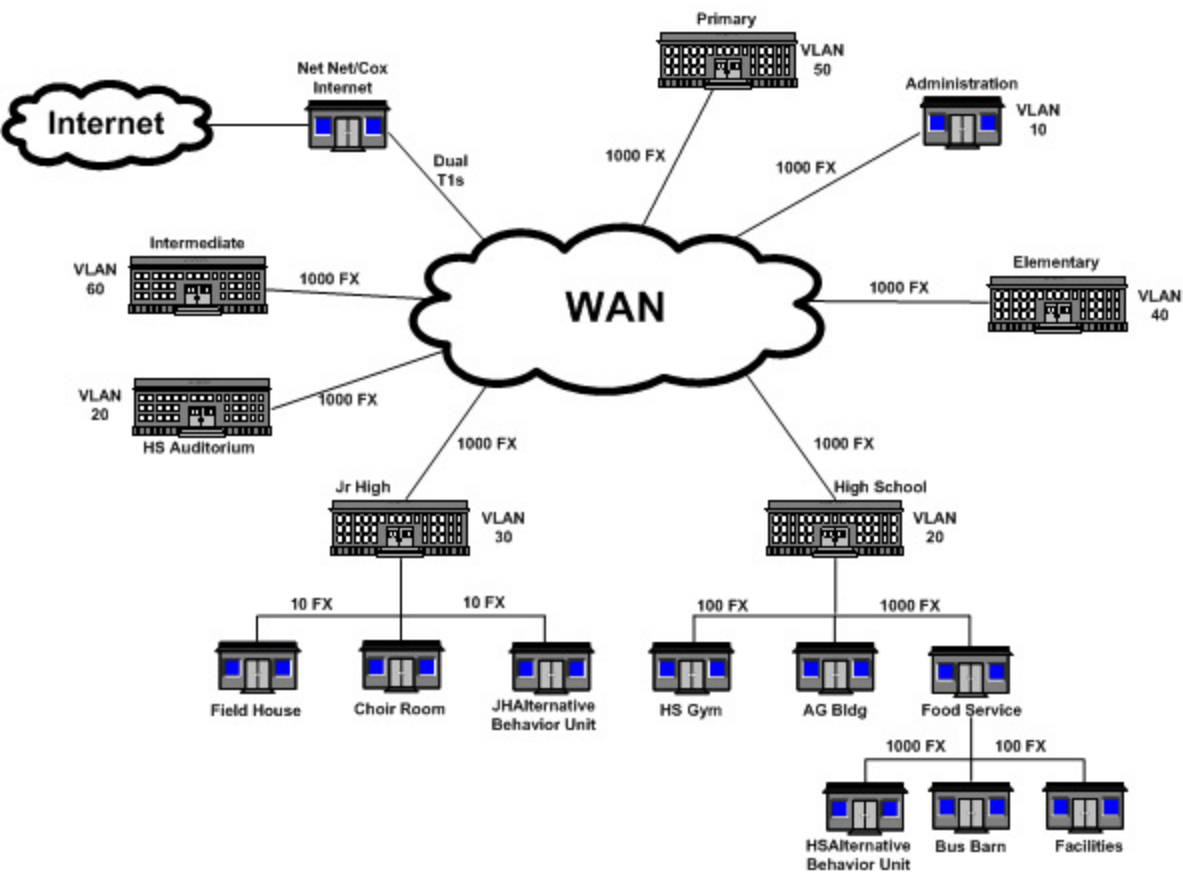 Primary
VLAN
50
Net Net/Cox
Internet
Administration
VLAN
10
Internet
Dual
T1s
1000 FX
1000 FX
Intermediate
VLAN
60
1000 FX
WAN
1000 FX
Elementary
VLAN
40
VLAN
20
1000 FX
HS Auditorium
1000 FX
1000 FX
Jr High
VLAN
30
High School
VLAN
20
10 FX
10 FX
100 FX
1000 FX
Field House
Choir Room
JHAlternative
Behavior Unit
HS Gym
AG Bldg
Food Service
1000 FX
100 FX
HSAlternative
Behavior Unit
Bus Barn
Facilities